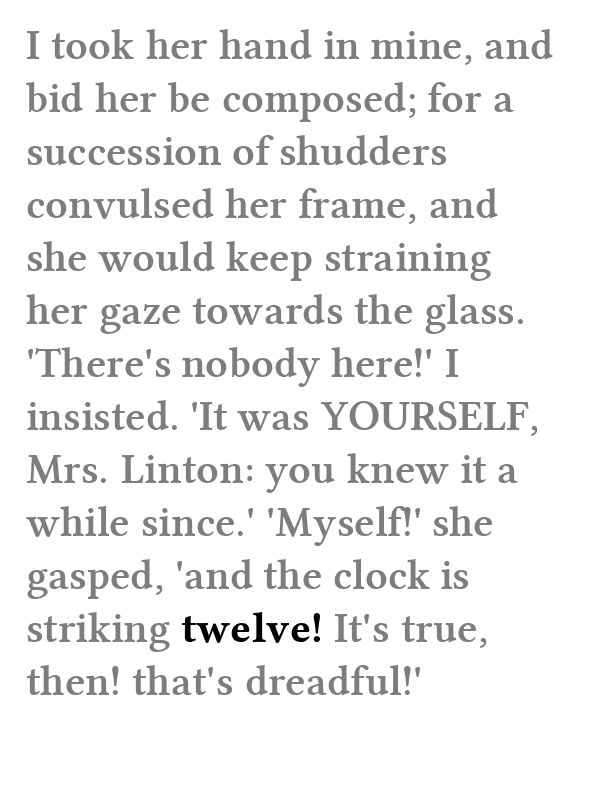 I took her hand in mine, and
bid her be composed; for a
succession of shudders
convulsed her frame, and
she would keep straining
her gaze towards the glass.
'There's nobody here!' I
insisted. 'It was YOURSELF,
Mrs. Linton: you knew it a
while since.' 'Myself!' she
gasped, 'and the clock is
striking twelve! It's true,
then! that's dreadful!'